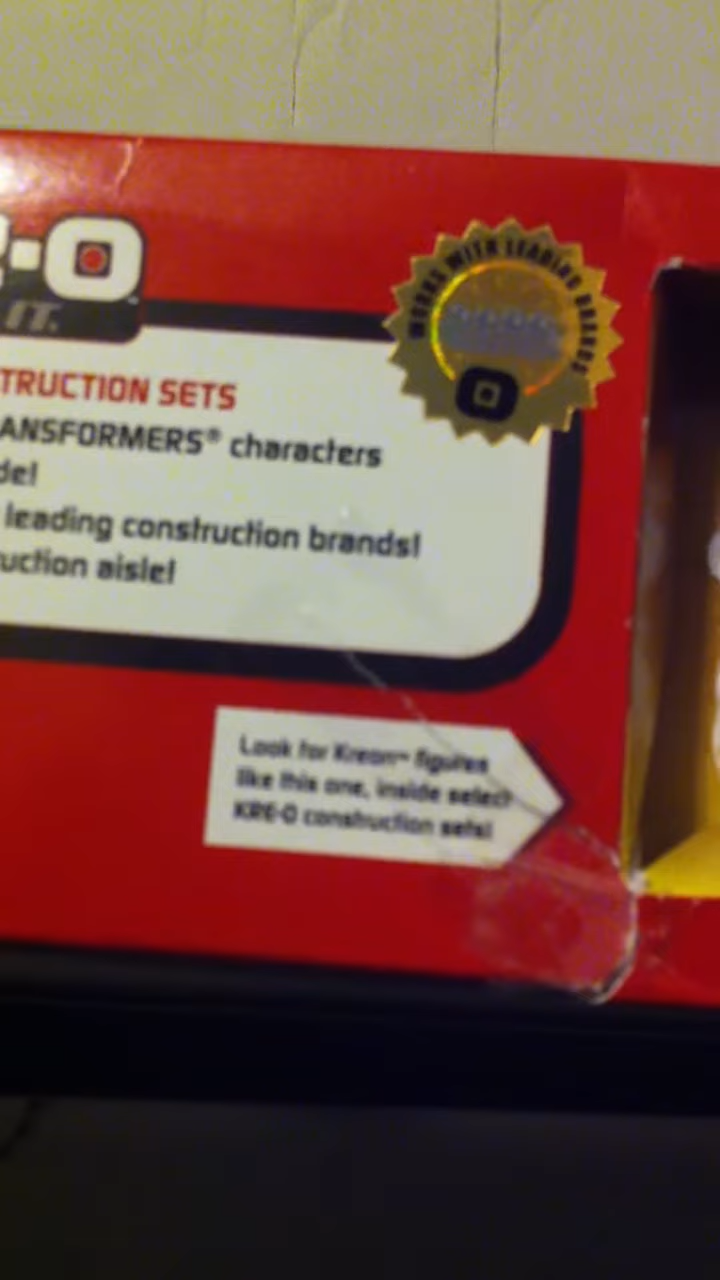 -O
IT.
WORKS WITH LEADING BRANDS
TRUCTION SETS
ANSFORMERS® characters
del
leading construction brands!
uction aisle!
Look for Kreon™ figures
like this one, inside select
KRE-O construction sets!